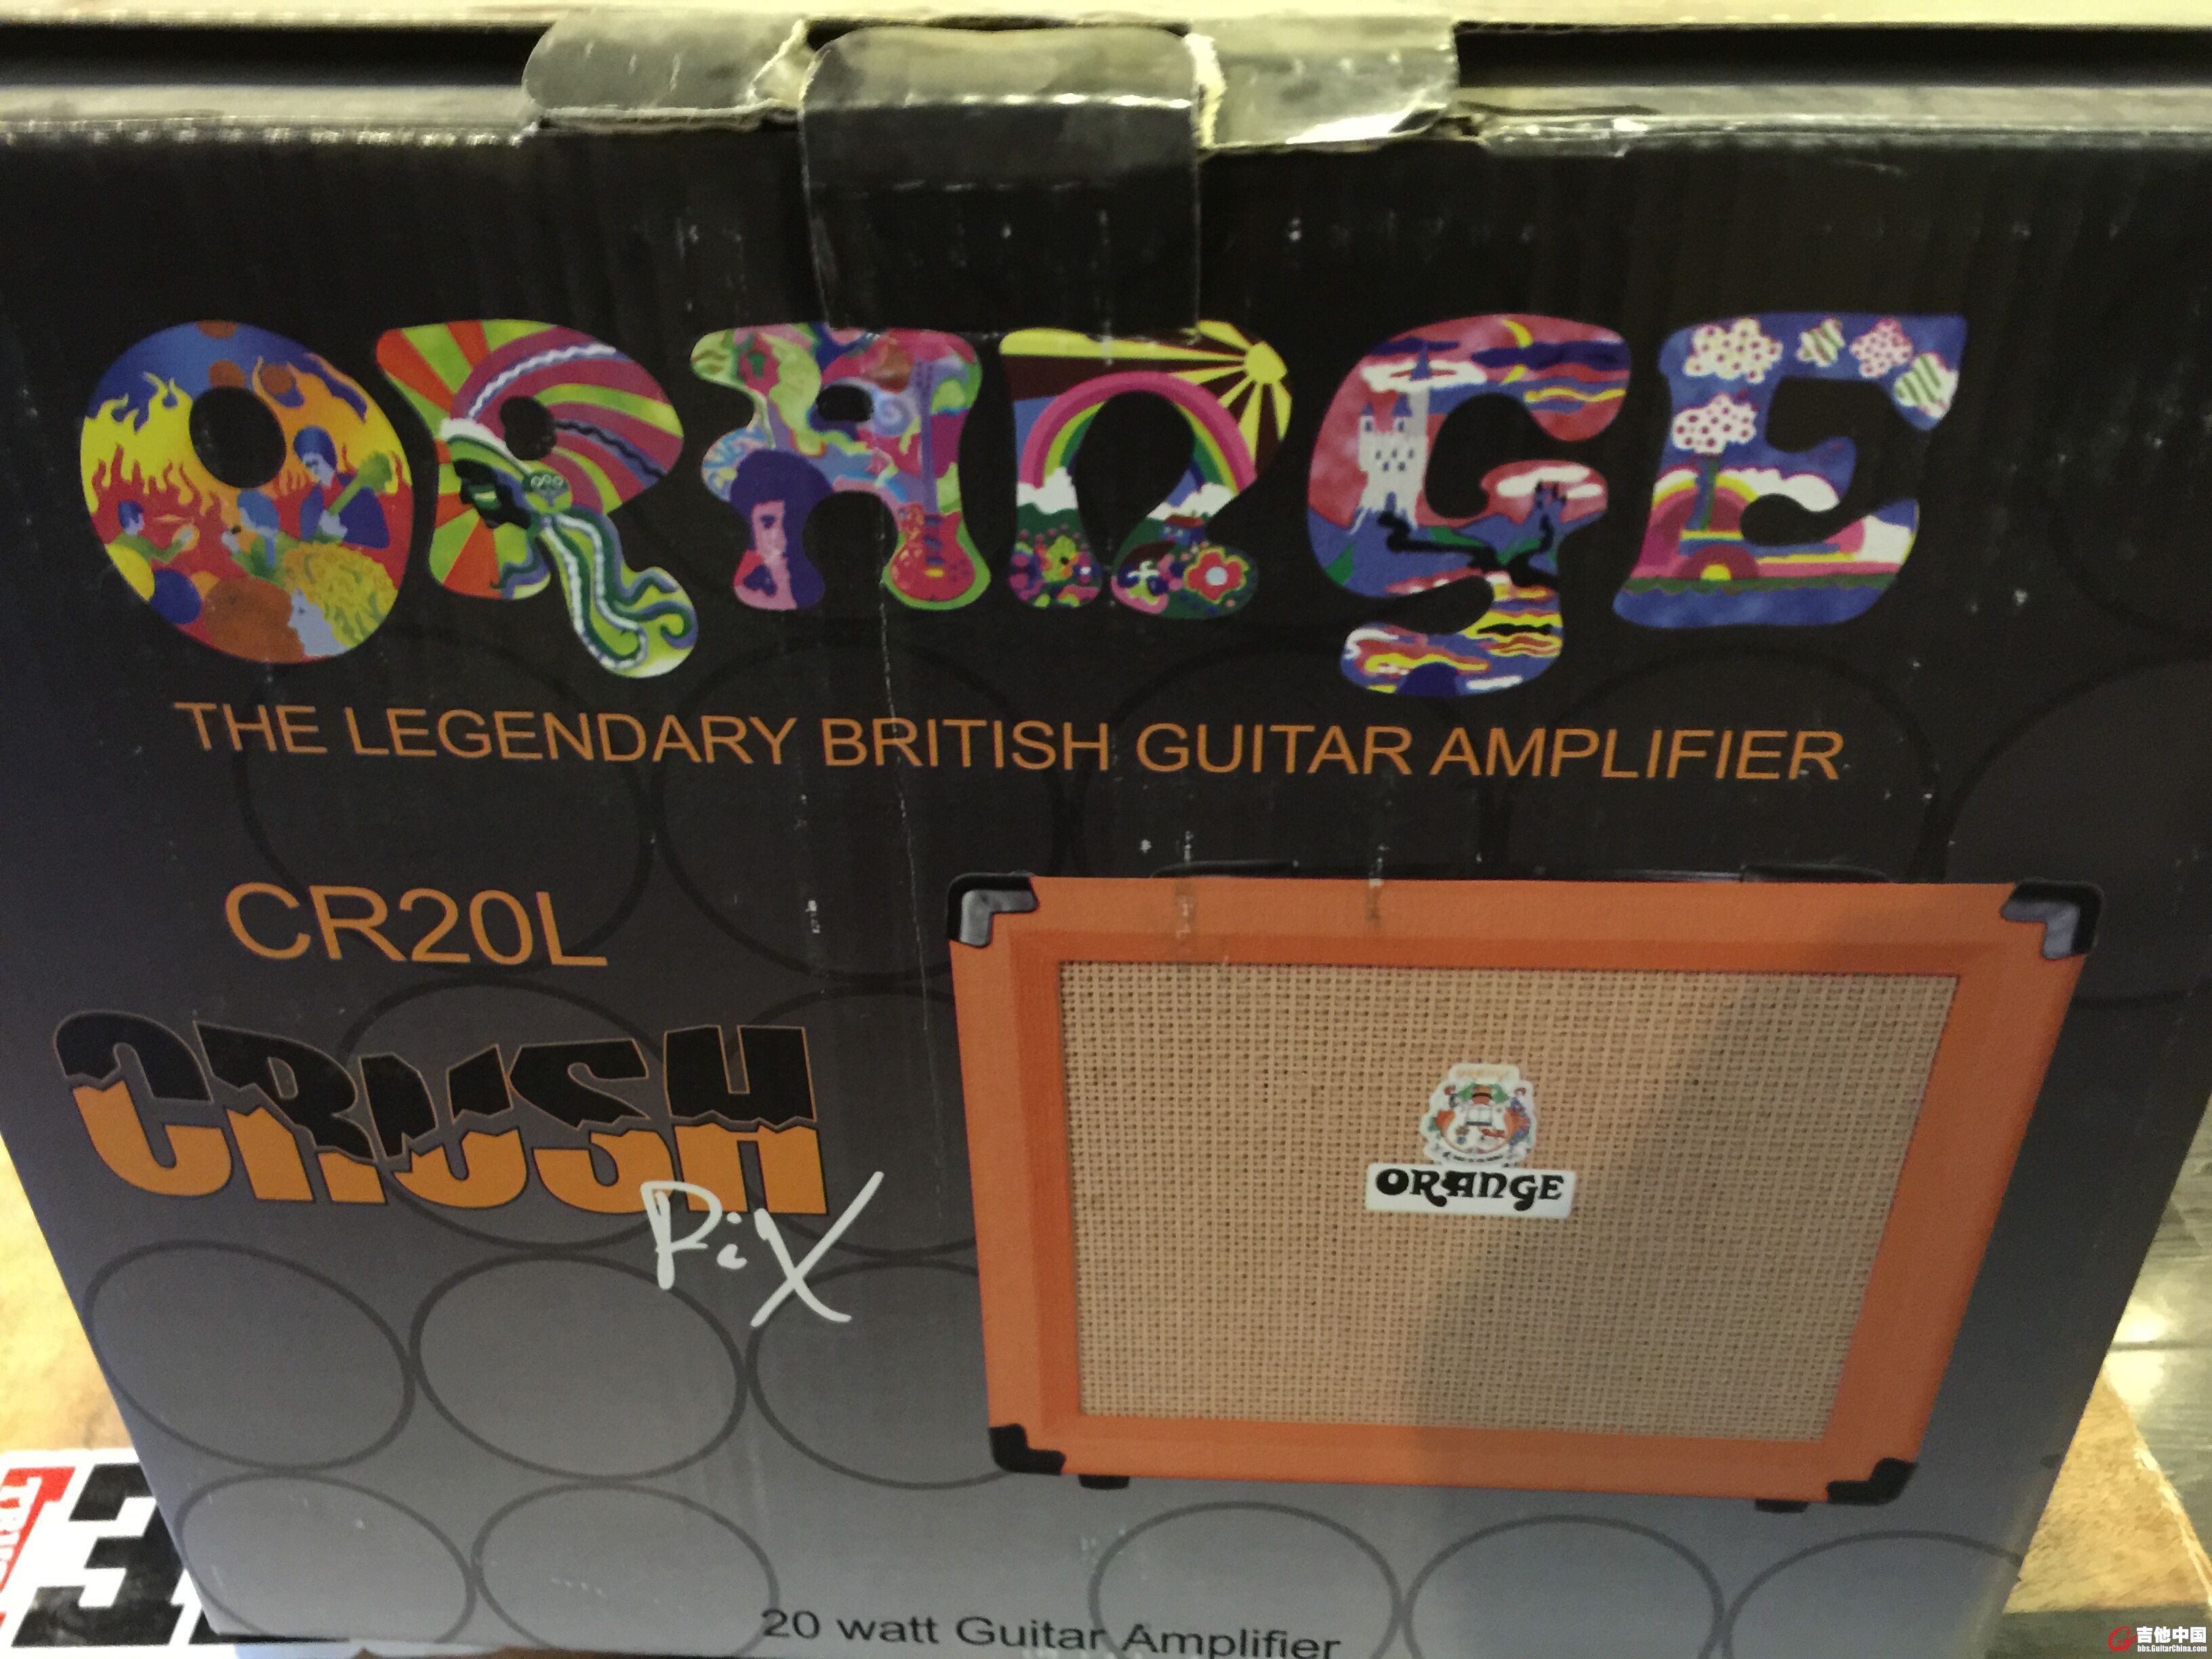 ORANGE
THE LEGENDARY BRITISH GUITAR AMPLIFIER
CR20L
CRUSH
PiX
ORANGE
3
20 watt Guitar Amplifier
吉他中国
bbs.GuitarChina.com